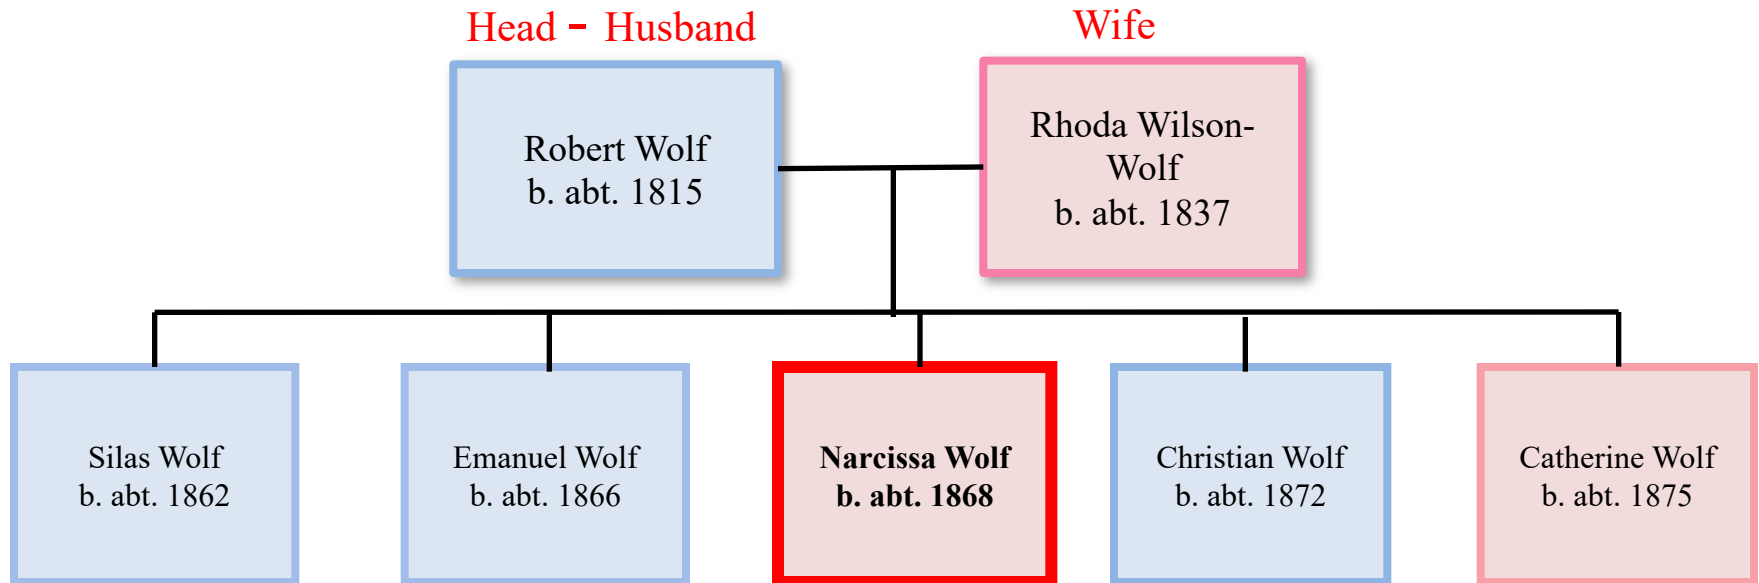 Head - Husband
Wife
Robert Wolf
b. abt. 1815
Rhoda Wilson-
Wolf
b. abt. 1837
Silas Wolf
b. abt. 1862
Emanuel Wolf
b. abt. 1866
Narcissa Wolf
b. abt. 1868
Christian Wolf
b. abt. 1872
Catherine Wolf
b. abt. 1875